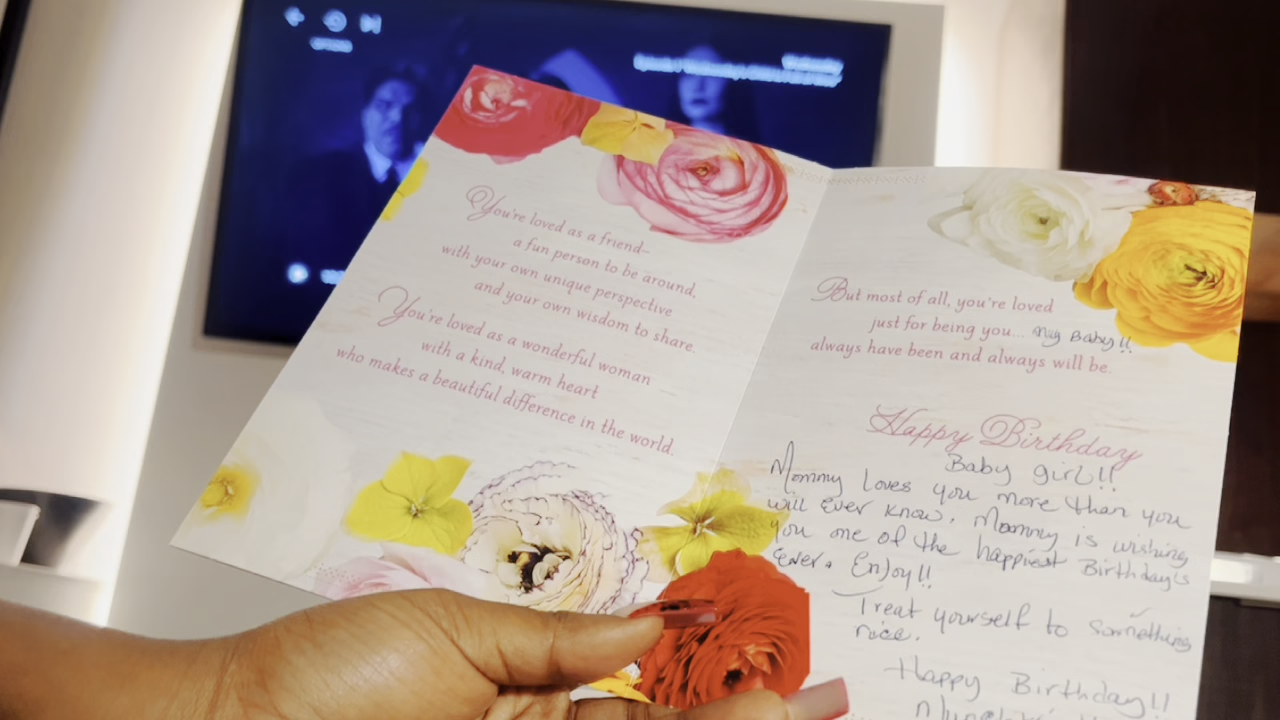 You're loved as a friend–
a fun person to be around,
with your own unique perspective
and your own wisdom to share.
You're loved as a wonderful woman
with a kind, warm heart
who makes a beautiful difference in the world.
But most of all, you're loved
just for being you... my Baby!!
always have been and always will be.
Happy Birthday
Baby girl!!
Mommy loves you more than you
will ever know. Mommy is wishing
you one of the happiest Birthday's
Ever. Enjoy!!
Treat yourself to something
nice.
Happy Birthday!!